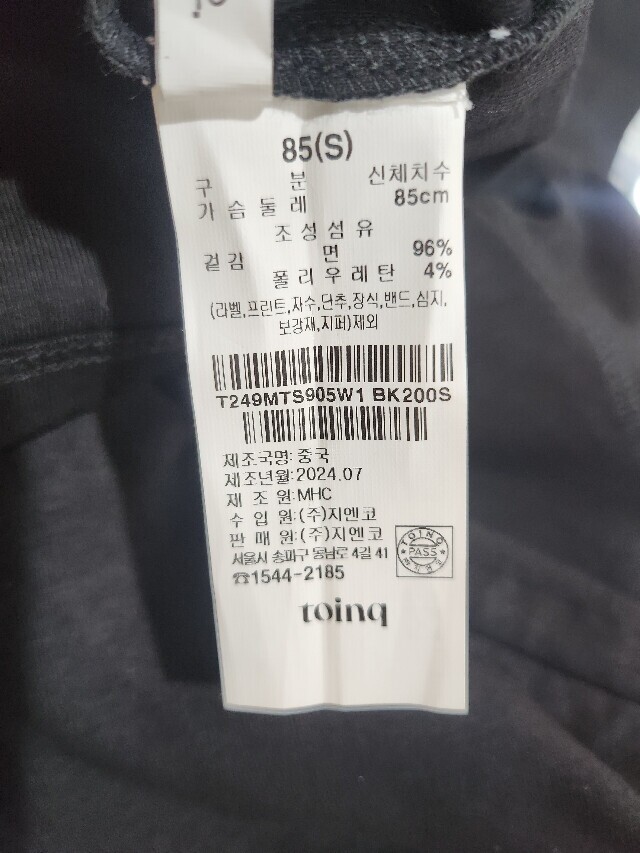 85(S)
구 분 신체치수
가슴둘레 85cm
조성섬유
겉감 면 96%
폴리우레탄 4%
(라벨,프린트,자수,단추,장식,밴드,심지,
보강재,지퍼)제외
T249MTS905W1 BK200S
제조국명:중국
제조년월:2024.07
제 조 원:MHC
수 입 원:(주)지엔코
판 매 원:(주)지엔코
서울시 송파구 동남로 4길 41
☎1544-2185
TOINQ
PASS
toinq